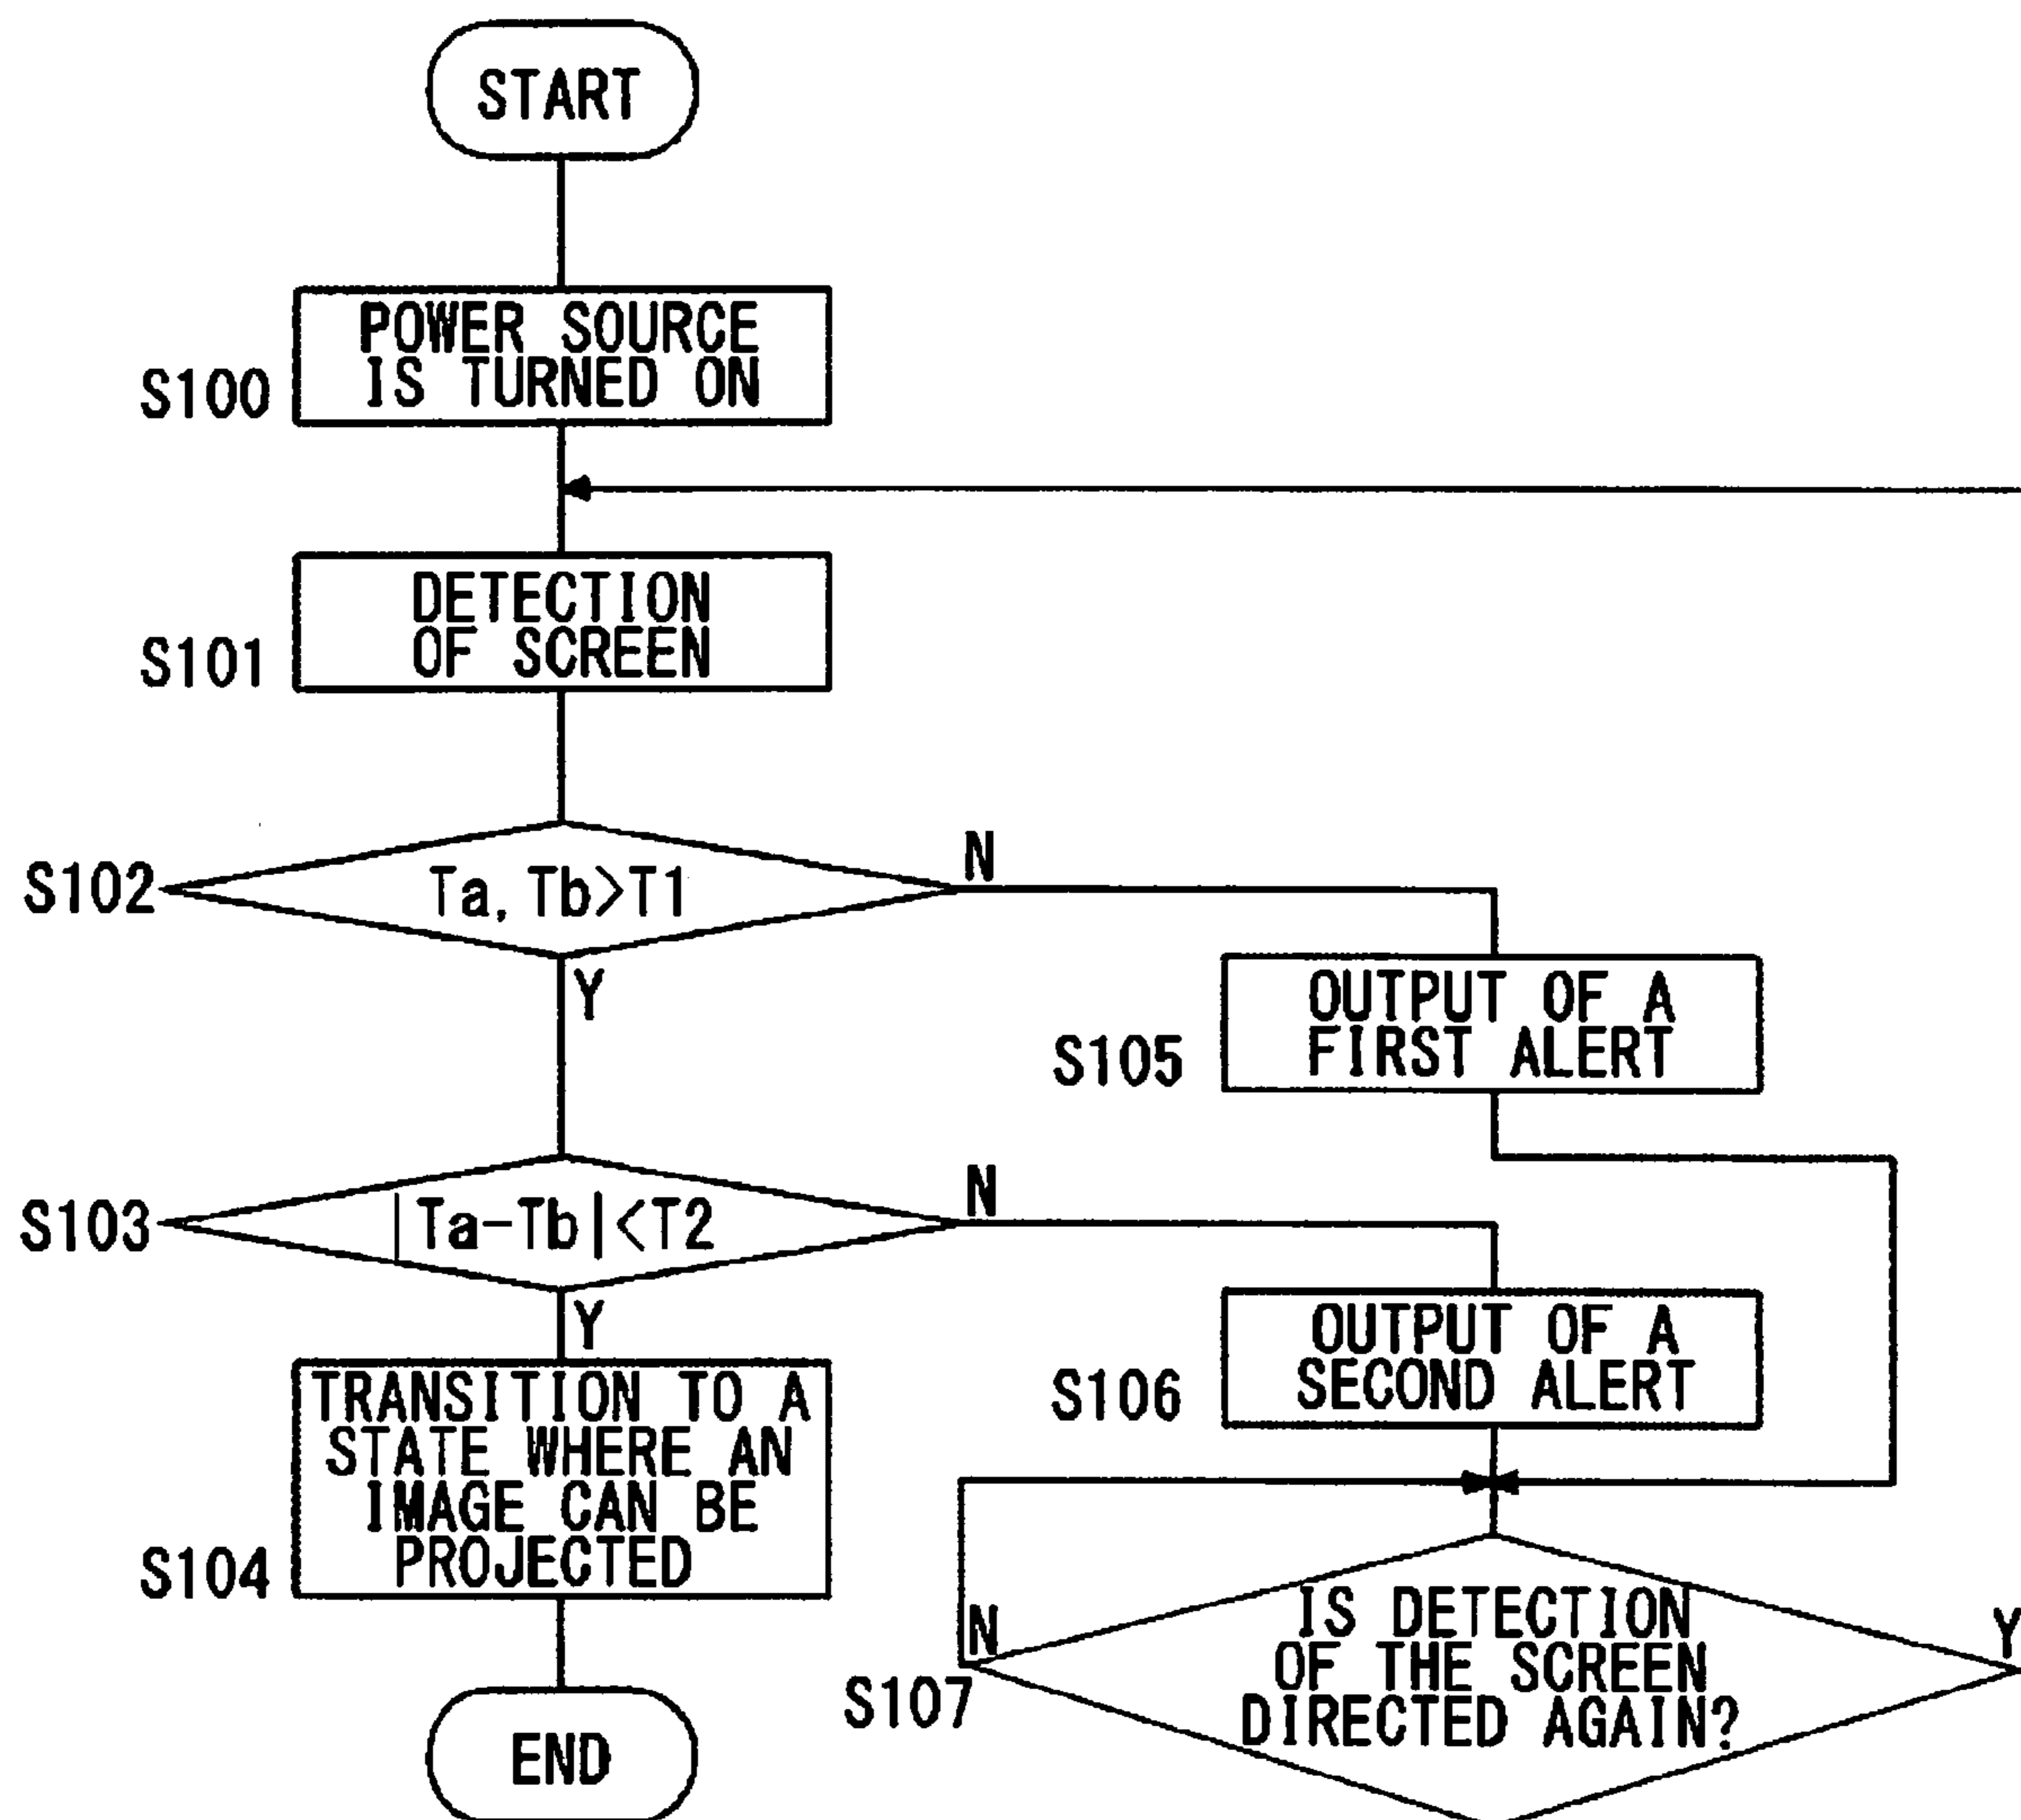 START
POWER SOURCE
IS TURNED ON
S100
DETECTION
OF SCREEN
S101
S102
Ta, Tb>T1
N
Y
OUTPUT OF A
FIRST ALERT
S105
S103
|Ta-Tb|<T2
N
Y
OUTPUT OF A
SECOND ALERT
S106
TRANSITION TO A
STATE WHERE AN
IMAGE CAN BE
PROJECTED
S104
IS DETECTION
OF THE SCREEN
DIRECTED AGAIN?
N
Y
S107
END